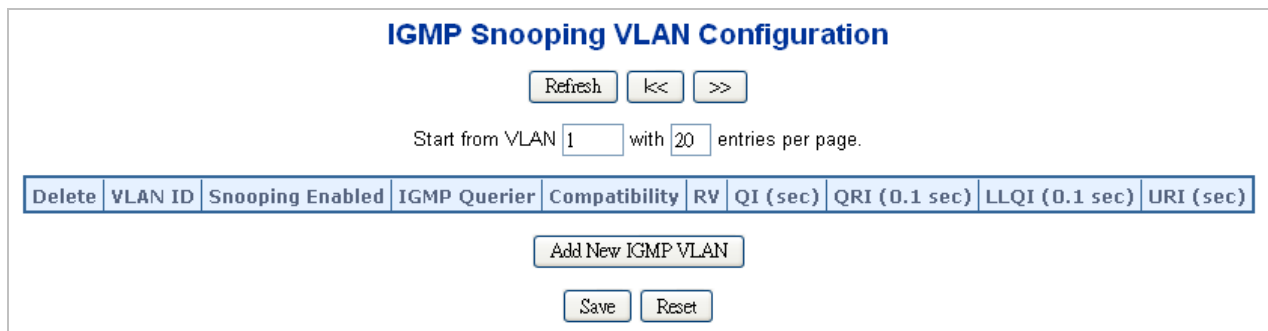 IGMP Snooping VLAN Configuration
Refresh |<< >>
Start from VLAN 1 with 20 entries per page.
Delete VLAN ID Snooping Enabled IGMP Querier Compatibility RV QI (sec) QRI (0.1 sec) LLQI (0.1 sec) URI (sec)
Add New IGMP VLAN
Save Reset